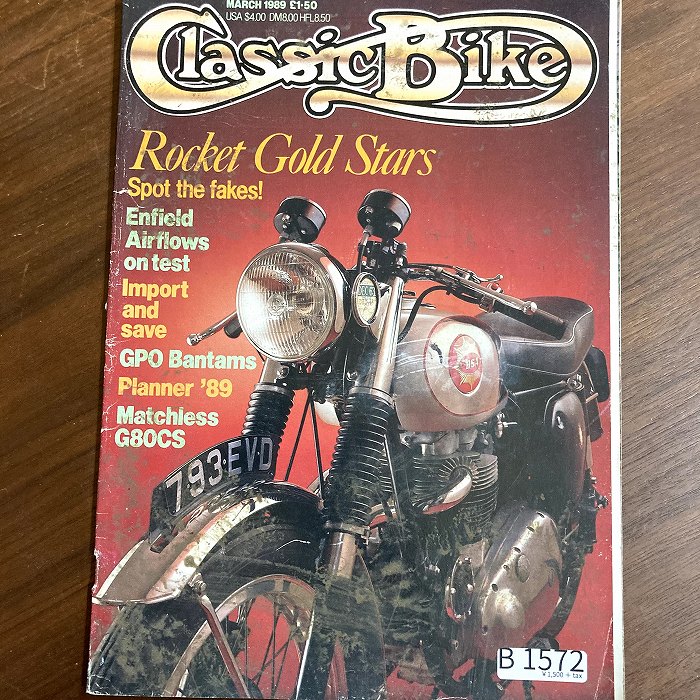 MARCH 1989 £1·50
USA $4.00 DM8.00 HFL8.50
Classic Bike
Rocket Gold Stars
Spot the fakes!
Enfield
Airflows
on test
Import
and
save
GPO Bantams
Planner '89
Matchless
G80CS
BSA
793·EVD
B 1572
¥1,500 + tax